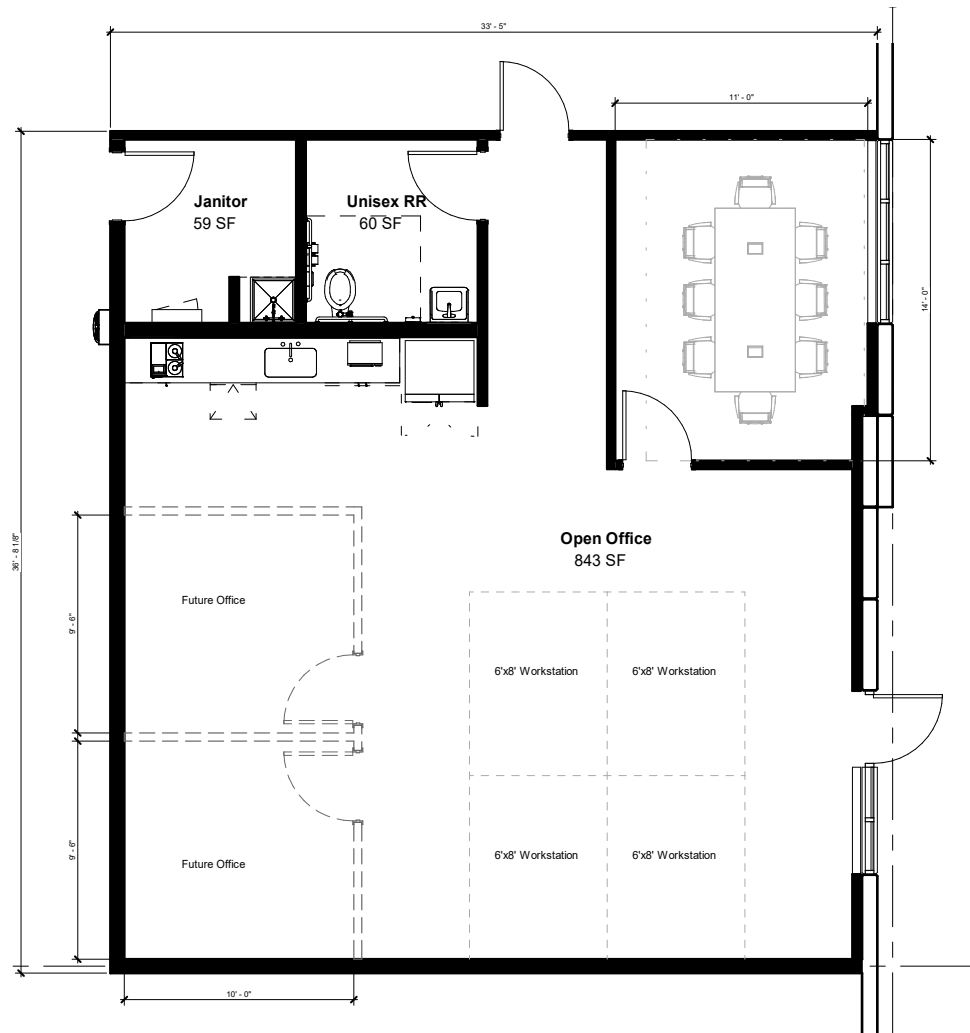 33' - 5"
11' - 0"
Janitor
59 SF
Unisex RR
60 SF
14' - 0"
36' - 8 1/8"
Open Office
843 SF
Future Office
9' - 6"
6'x8' Workstation
6'x8' Workstation
9' - 6"
Future Office
6'x8' Workstation
6'x8' Workstation
10' - 0"